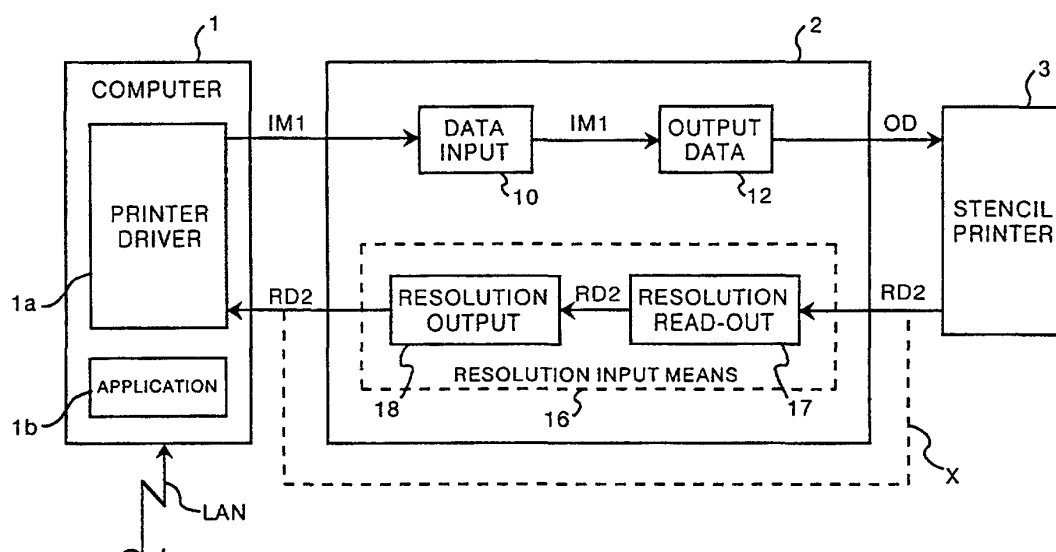 1
2
3
COMPUTER
IM1
DATA
INPUT
IM1
OUTPUT
DATA
OD
10
12
PRINTER
DRIVER
STENCIL
PRINTER
1a
RD2
RESOLUTION
OUTPUT
RD2
RESOLUTION
READ-OUT
RD2
APPLICATION
RESOLUTION INPUT MEANS
1b
18
16
17
X
LAN